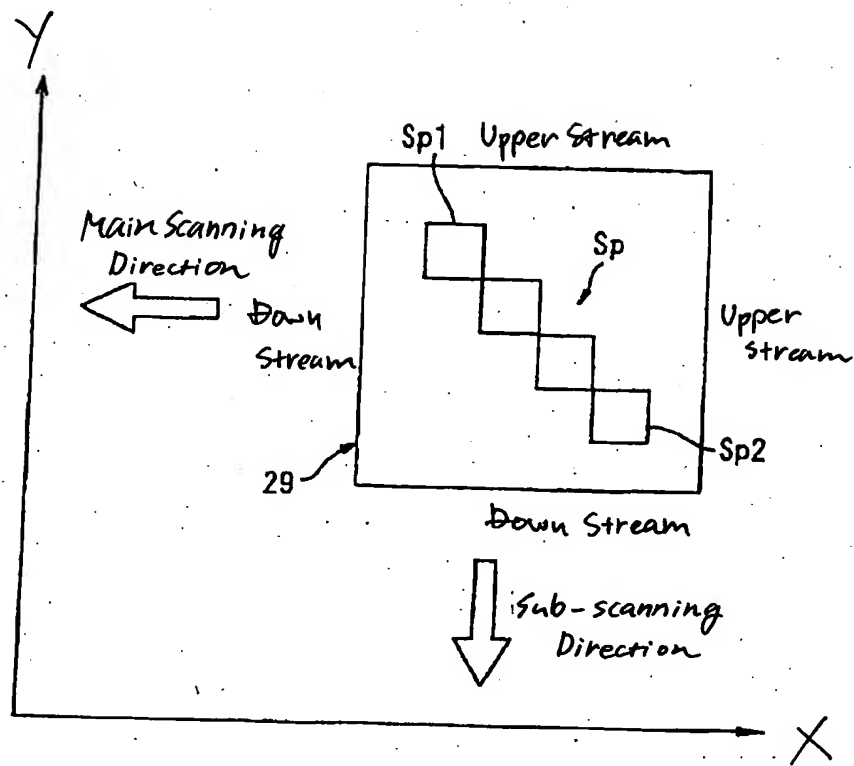 Y
Sp1 Upper Stream
Main Scanning
Direction
Sp
Down
Stream
Upper
stream
Sp2
29
Down Stream
Sub-scanning
Direction
X